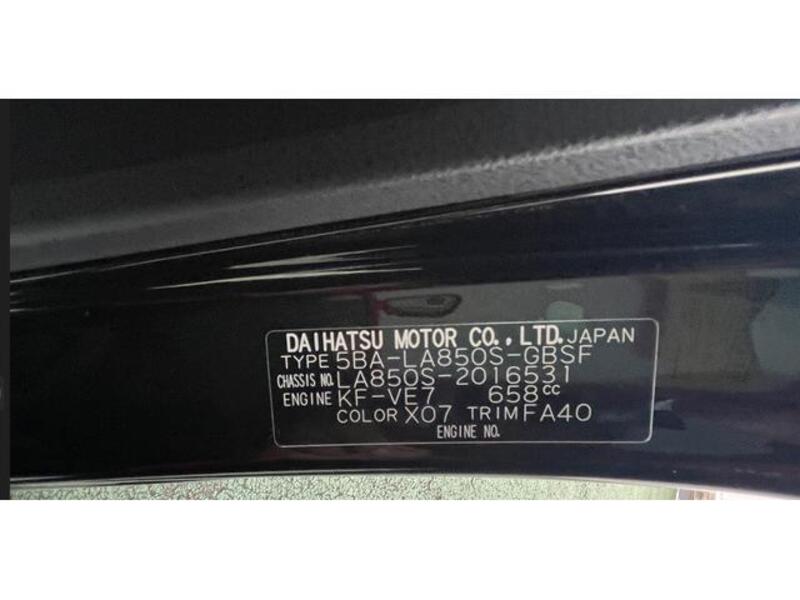 DAIHATSU MOTOR CO., LTD. JAPAN
TYPE 5BA-LA850S-GBSF
CHASSIS NO. LA850S-2016531
ENGINE KF-VE7 658cc
COLOR X07 TRIM FA40
ENGINE NO.